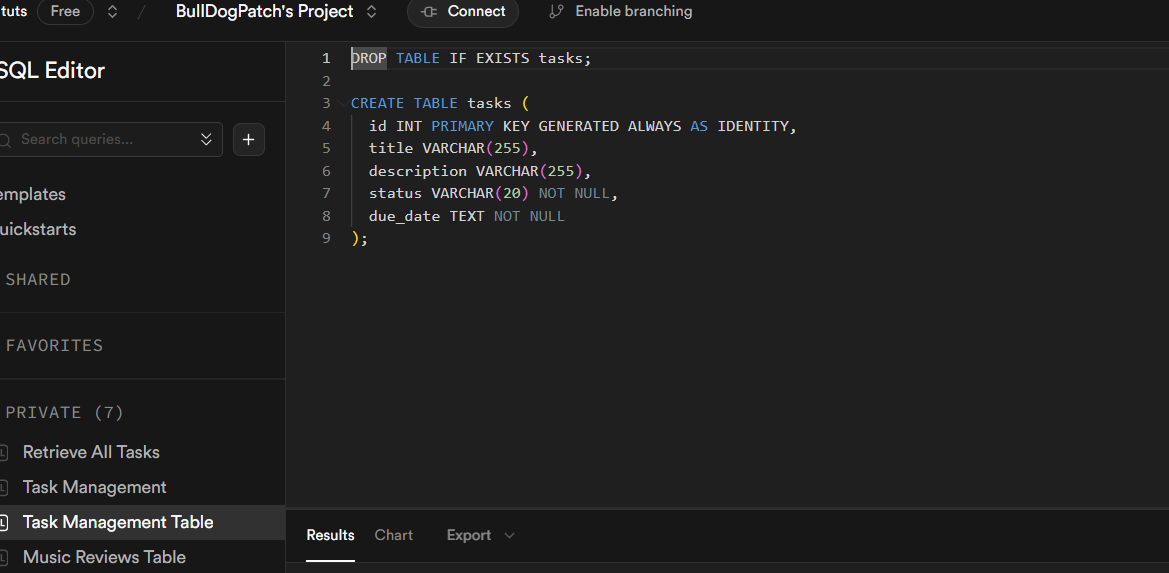 tuts Free / BullDogPatch's Project Connect Enable branching
SQL Editor
Search queries...
emplates
uickstarts
SHARED
FAVORITES
PRIVATE (7)
Retrieve All Tasks
Task Management
Task Management Table
Music Reviews Table
1 DROP TABLE IF EXISTS tasks;
2
3 CREATE TABLE tasks (
4 id INT PRIMARY KEY GENERATED ALWAYS AS IDENTITY,
5 title VARCHAR(255),
6 description VARCHAR(255),
7 status VARCHAR(20) NOT NULL,
8 due_date TEXT NOT NULL
9 );
Results Chart Export